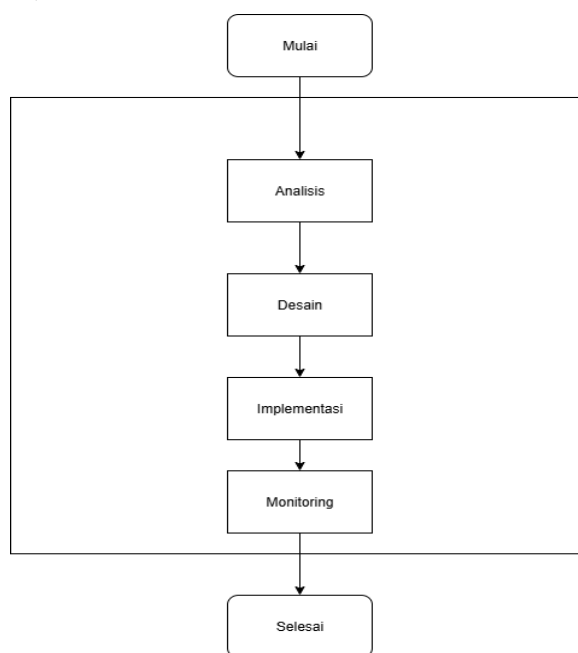 Mulai
Analisis
Desain
Implementasi
Monitoring
Selesai